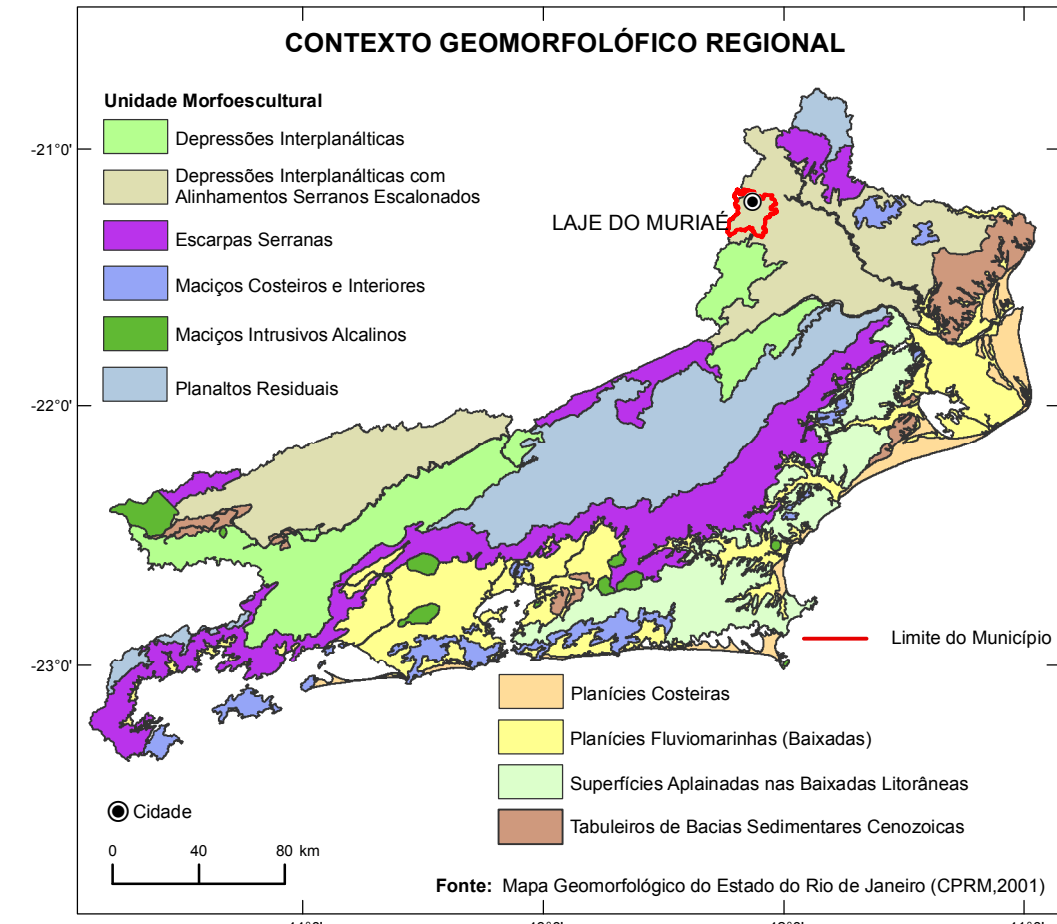 CONTEXTO GEOMORFOLÓFICO REGIONAL
Unidade Morfoescultural
Depressões Interplanálticas
Depressões Interplanálticas com
Alinhamentos Serranos Escalonados
Escarpas Serranas
Maciços Costeiros e Interiores
Maciços Intrusivos Alcalinos
Planaltos Residuais
-21°0'
LAJE DO MURIAÉ
-22°0'
-23°0'
Limite do Município
Planícies Costeiras
Planícies Fluviomarinhas (Baixadas)
Superfícies Aplainadas nas Baixadas Litorâneas
Tabuleiros de Bacias Sedimentares Cenozoicas
Cidade
0 40 80 km
Fonte: Mapa Geomorfológico do Estado do Rio de Janeiro (CPRM,2001)